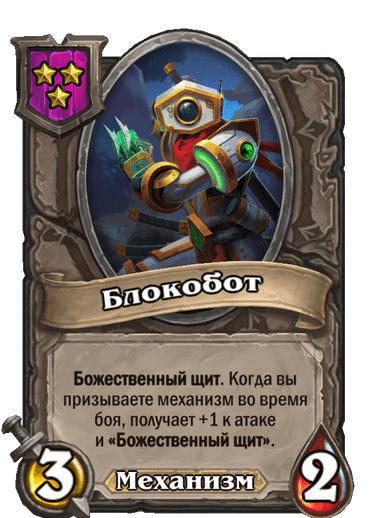 Блокобот
Божественный щит. Когда вы
призываете механизм во время
боя, получает +1 к атаке
и «Божественный щит».
3
Механизм
2